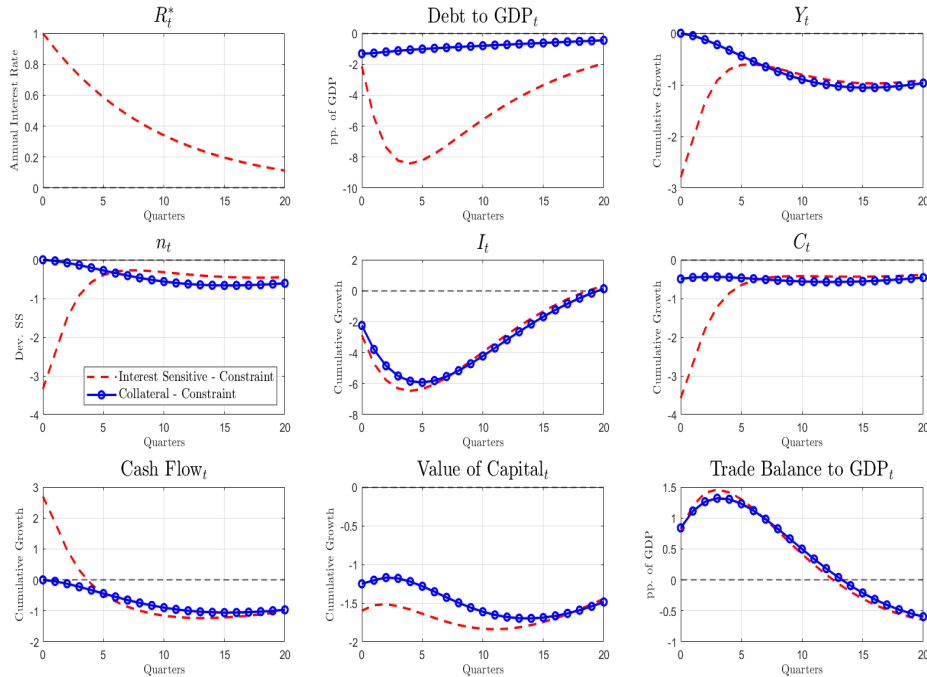 R*t
Annual Interest Rate
1
0.8
0.6
0.4
0.2
0
0 5 10 15 20
Quarters
Debt to GDPt
pp. of GDP
0
-2
-4
-6
-8
-10
0 5 10 15 20
Quarters
Yt
Cumulative Growth
0
-1
-2
-3
0 5 10 15 20
Quarters
nt
Dev. SS
0
-1
-2
-3
-4
Interest Sensitive - Constraint
Collateral - Constraint
0 5 10 15 20
Quarters
It
Cumulative Growth
2
0
-2
-4
-6
-8
0 5 10 15 20
Quarters
Ct
Cumulative Growth
0
-1
-2
-3
-4
0 5 10 15 20
Quarters
Cash Flowt
Cumulative Growth
3
2
1
0
-1
-2
0 5 10 15 20
Quarters
Value of Capitalt
Cumulative Growth
0
-0.5
-1
-1.5
-2
0 5 10 15 20
Quarters
Trade Balance to GDPt
pp. of GDP
1.5
1
0.5
0
-0.5
-1
0 5 10 15 20
Quarters